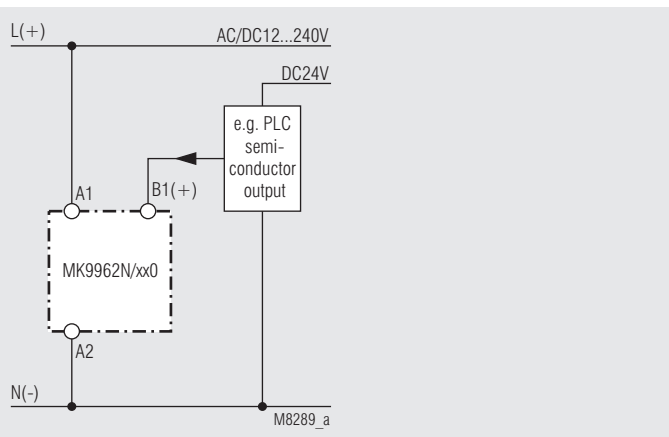 L(+)
AC/DC12...240V
DC24V
e.g. PLC
semi-
conductor
output
A1
B1(+)
MK9962N/xx0
A2
N(-)
M8289_a